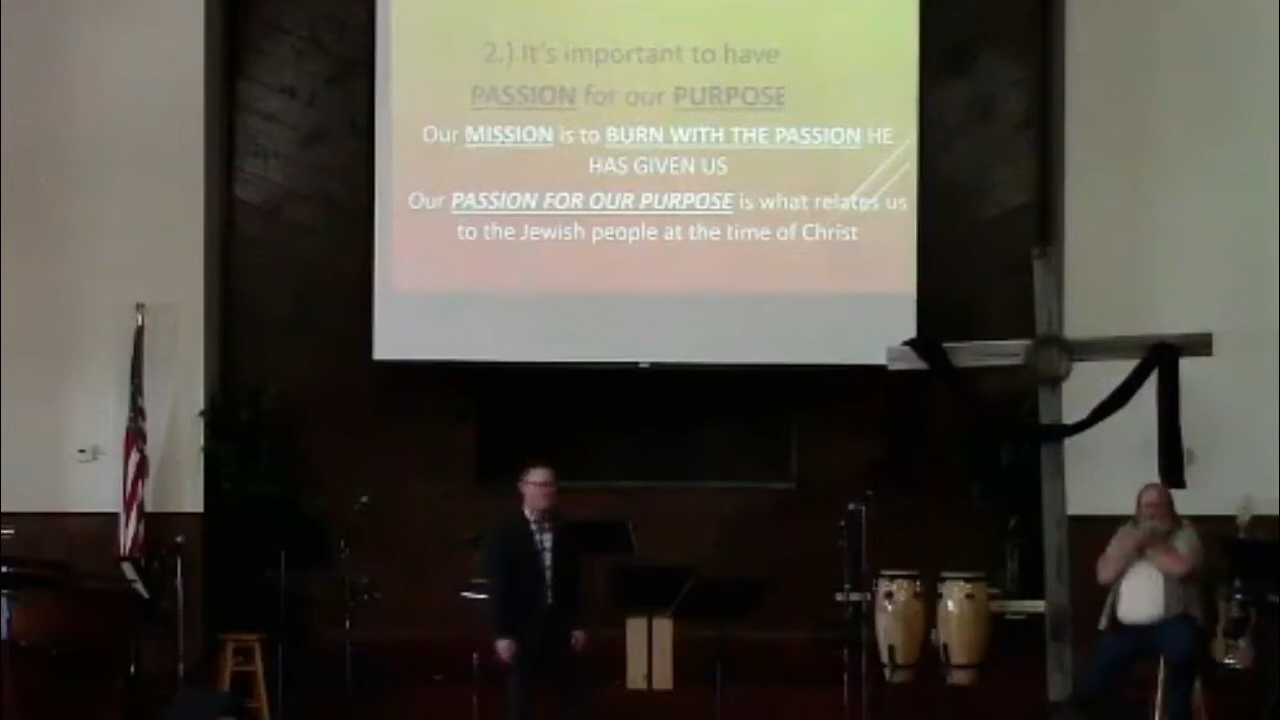 2.) It's important to have
PASSION for our PURPOSE
Our MISSION is to BURN WITH THE PASSION HE
HAS GIVEN US
Our PASSION FOR OUR PURPOSE is what relates us
to the Jewish people at the time of Christ